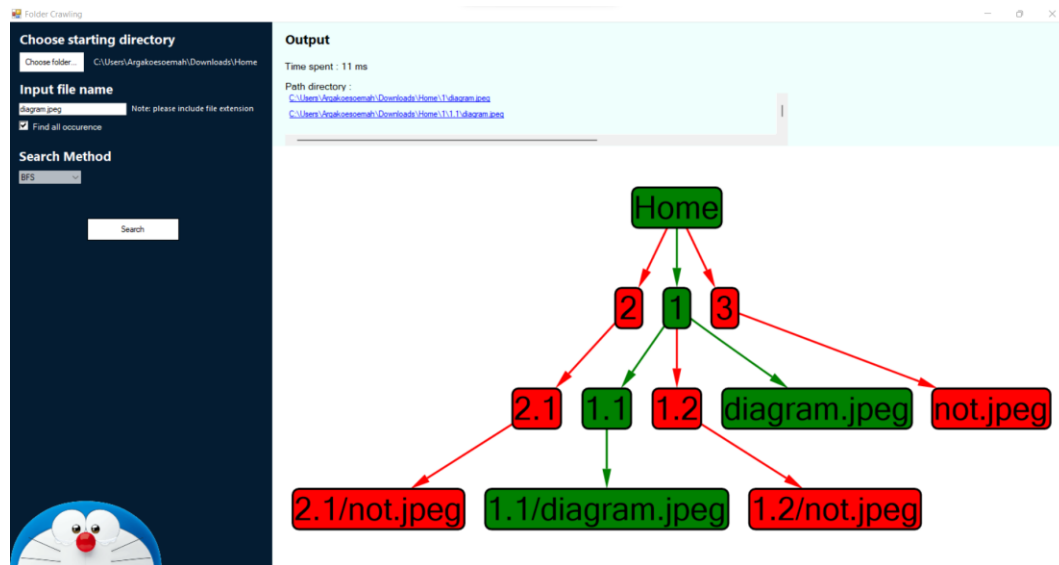 Folder Crawling
Choose starting directory
Choose folder... C:\Users\Argakoesoemah\Downloads\Home
Input file name
diagram.jpeg Note: please include file extension
Find all occurence
Search Method
BFS
Search
Output
Time spent : 11 ms
Path directory :
C:\Users\Argakoesoemah\Downloads\Home\1\diagram.jpeg
C:\Users\Argakoesoemah\Downloads\Home\1\1.1\diagram.jpeg
Home
2 1 3
2.1 1.1 1.2 diagram.jpeg not.jpeg
2.1/not.jpeg 1.1/diagram.jpeg 1.2/not.jpeg